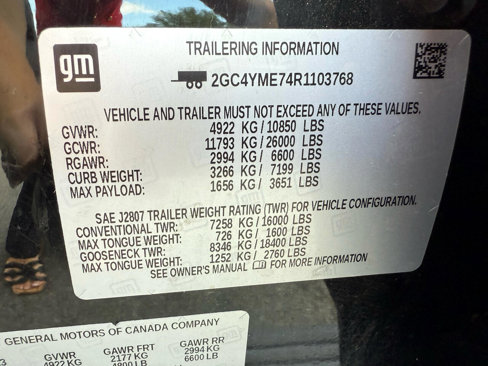 gm
TRAILERING INFORMATION
2GC4YME74R1103768
VEHICLE AND TRAILER MUST NOT EXCEED ANY OF THESE VALUES.
GVWR: 4922 KG / 10850 LBS
GCWR: 11793 KG / 26000 LBS
RGAWR: 2994 KG / 6600 LBS
CURB WEIGHT: 3266 KG / 7199 LBS
MAX PAYLOAD: 1656 KG / 3651 LBS
SAE J2807 TRAILER WEIGHT RATING (TWR) FOR VEHICLE CONFIGURATION.
CONVENTIONAL TWR: 7258 KG / 16000 LBS
MAX TONGUE WEIGHT: 726 KG / 1600 LBS
GOOSENECK TWR: 8346 KG / 18400 LBS
MAX TONGUE WEIGHT: 1252 KG / 2760 LBS
SEE OWNER'S MANUAL FOR MORE INFORMATION
GENERAL MOTORS OF CANADA COMPANY
GVWR GAWR FRT GAWR RR
3 4922 KG 2177 KG 2994 KG
4800 LB 6600 LB